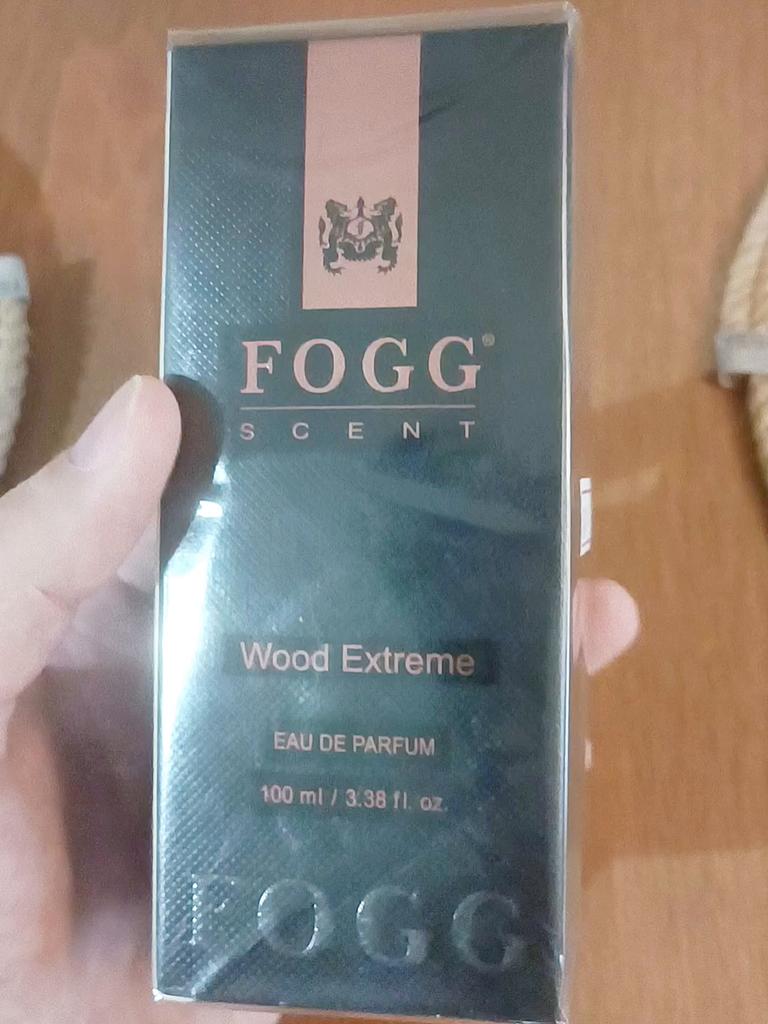 FOGG®
SCENT
Wood Extreme
EAU DE PARFUM
100 ml / 3.38 fl. oz.
FOGG